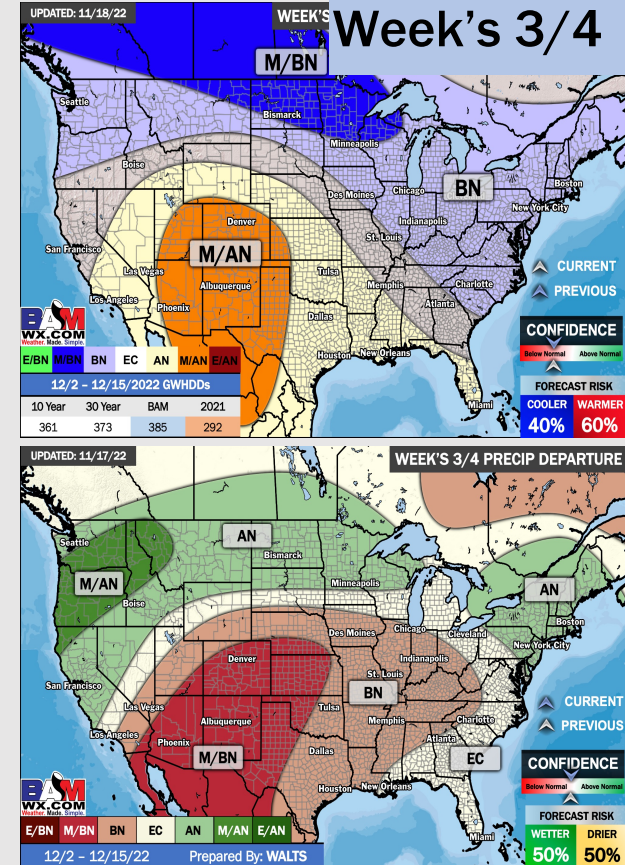 UPDATED: 11/18/22
WEEK'S
Week's 3/4
M/BN
Seattle
Bismarck
Minneapolis
Boise
Boston
Des Moines
Chicago
BN
New York City
Denver
Indianapolis
St. Louis
San Francisco
M/AN
CURRENT
Las Vegas
Tulsa
Albuquerque
Memphis
Charlotte
PREVIOUS
Los Angeles
Phoenix
Dallas
Atlanta
BAM
WX.COM
Weather. Made. Simple.
CONFIDENCE
Below Normal
Above Normal
Houston
New Orleans
E/BN M/BN BN EC AN M/AN E/AN
12/2 – 12/15/2022 GWHDDs
FORECAST RISK
Miami
10 Year 30 Year BAM 2021
361 373 385 292
COOLER WARMER
40% 60%
UPDATED: 11/17/22
WEEK'S 3/4 PRECIP DEPARTURE
Seattle
AN
Bismarck
M/AN
Minneapolis
AN
Boise
Boston
Des Moines
Chicago
Cleveland
New York City
Denver
Indianapolis
St. Louis
San Francisco
BN
Las Vegas
Tulsa
CURRENT
Albuquerque
Memphis
Charlotte
PREVIOUS
Los Angeles
Phoenix
Atlanta
M/BN
Dallas
EC
CONFIDENCE
Below Normal
Above Normal
BAM
WX.COM
Weather. Made. Simple.
Houston
New Orleans
FORECAST RISK
E/BN M/BN BN EC AN M/AN E/AN
Miami
WETTER DRIER
50% 50%
12/2 – 12/15/22 Prepared By: WALTS